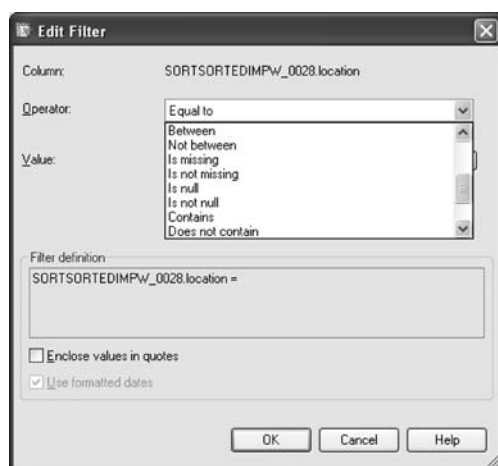 Edit Filter
Column: SORTSORTEDIMPW_0028.location
Operator: Equal to
Between
Not between
Value: Is missing
Is not missing
Is null
Is not null
Contains
Does not contain
Filter definition
SORTSORTEDIMPW_0028.location =
Enclose values in quotes
Use formatted dates
OK Cancel Help